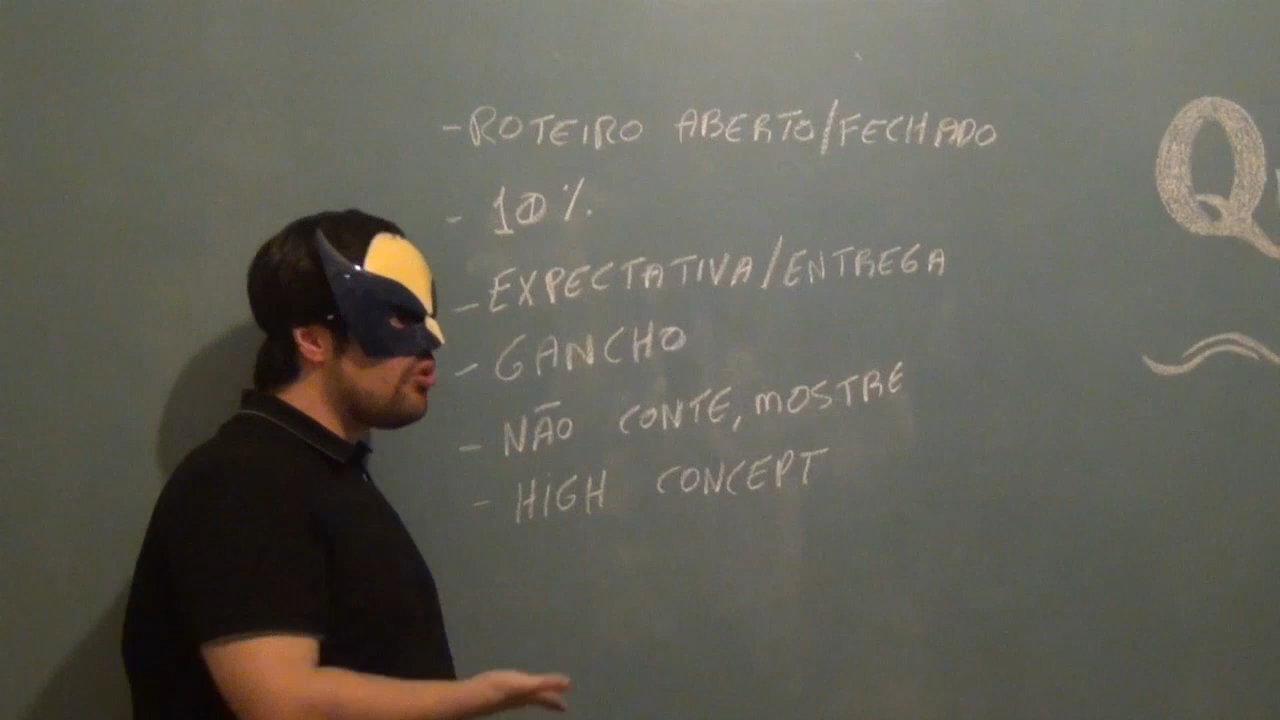 - ROTEIRO ABERTO/FECHADO
- 10%.
- EXPECTATIVA/ENTREGA
- GANCHO
- NÃO CONTE, MOSTRE
- HIGH CONCEPT
Q